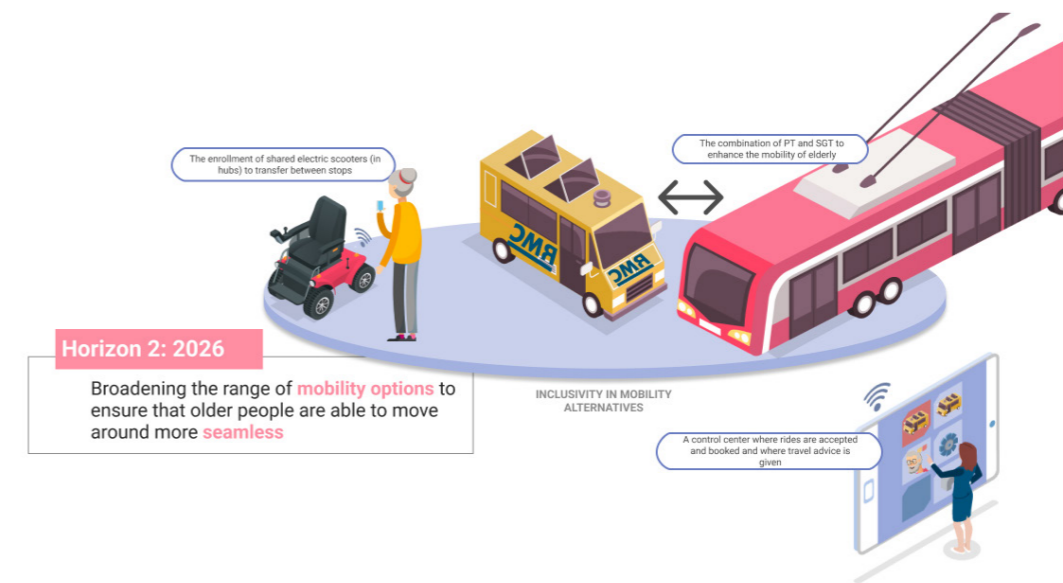 The enrollment of shared electric scooters (in
hubs) to transfer between stops
The combination of PT and SGT to
enhance the mobility of elderly
RMC
RMC
Horizon 2: 2026
Broadening the range of mobility options to
ensure that older people are able to move
around more seamless
INCLUSIVITY IN MOBILITY
ALTERNATIVES
A control center where rides are accepted
and booked and where travel advice is
given